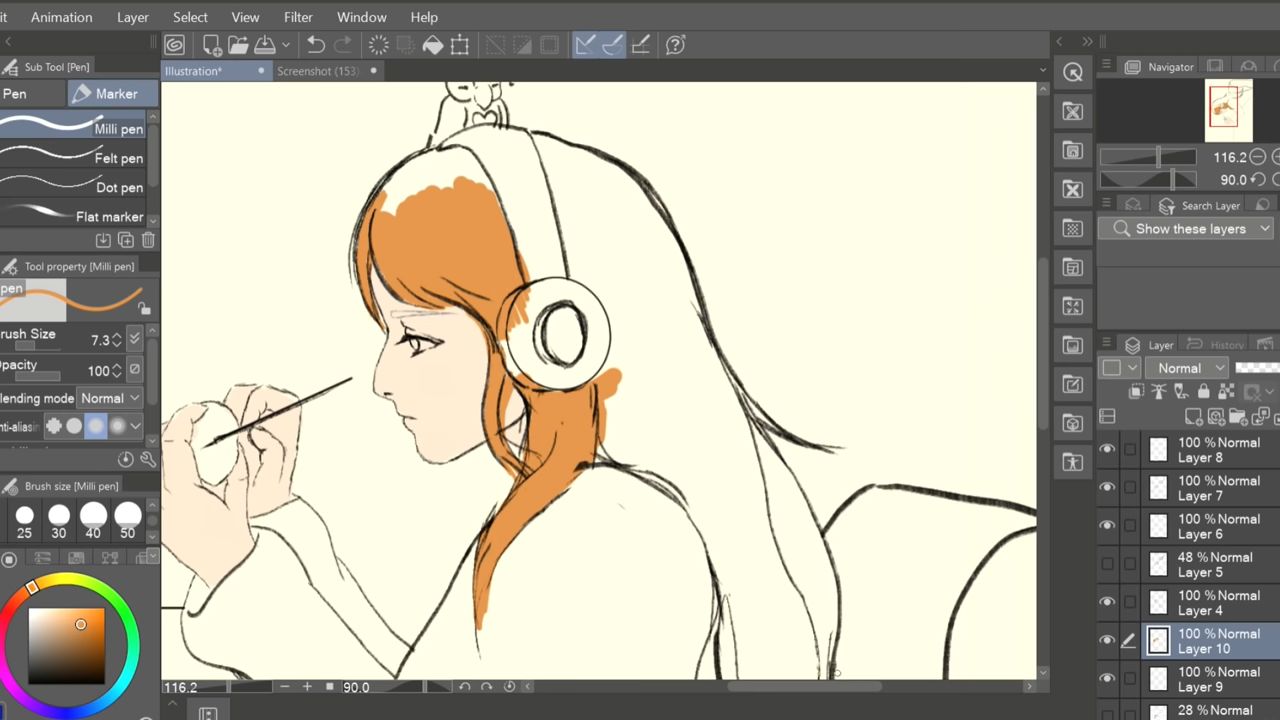 it Animation Layer Select View Filter Window Help
Sub Tool [Pen]
Pen Marker
Milli pen
Felt pen
Dot pen
Flat marker
Tool property [Milli pen]
pen
rush Size 7.3
pacity 100
lending mode Normal
nti-aliasin
Brush size [Milli pen]
25 30 40 50
Illustration* Screenshot (153)
116.2 90.0
Navigator
116.2
90.0
Search Layer
Show these layers
Layer History
Normal
100 % Normal
Layer 8
100 % Normal
Layer 7
100 % Normal
Layer 6
48 % Normal
Layer 5
100 % Normal
Layer 4
100 % Normal
Layer 10
100 % Normal
Layer 9
28 % Normal